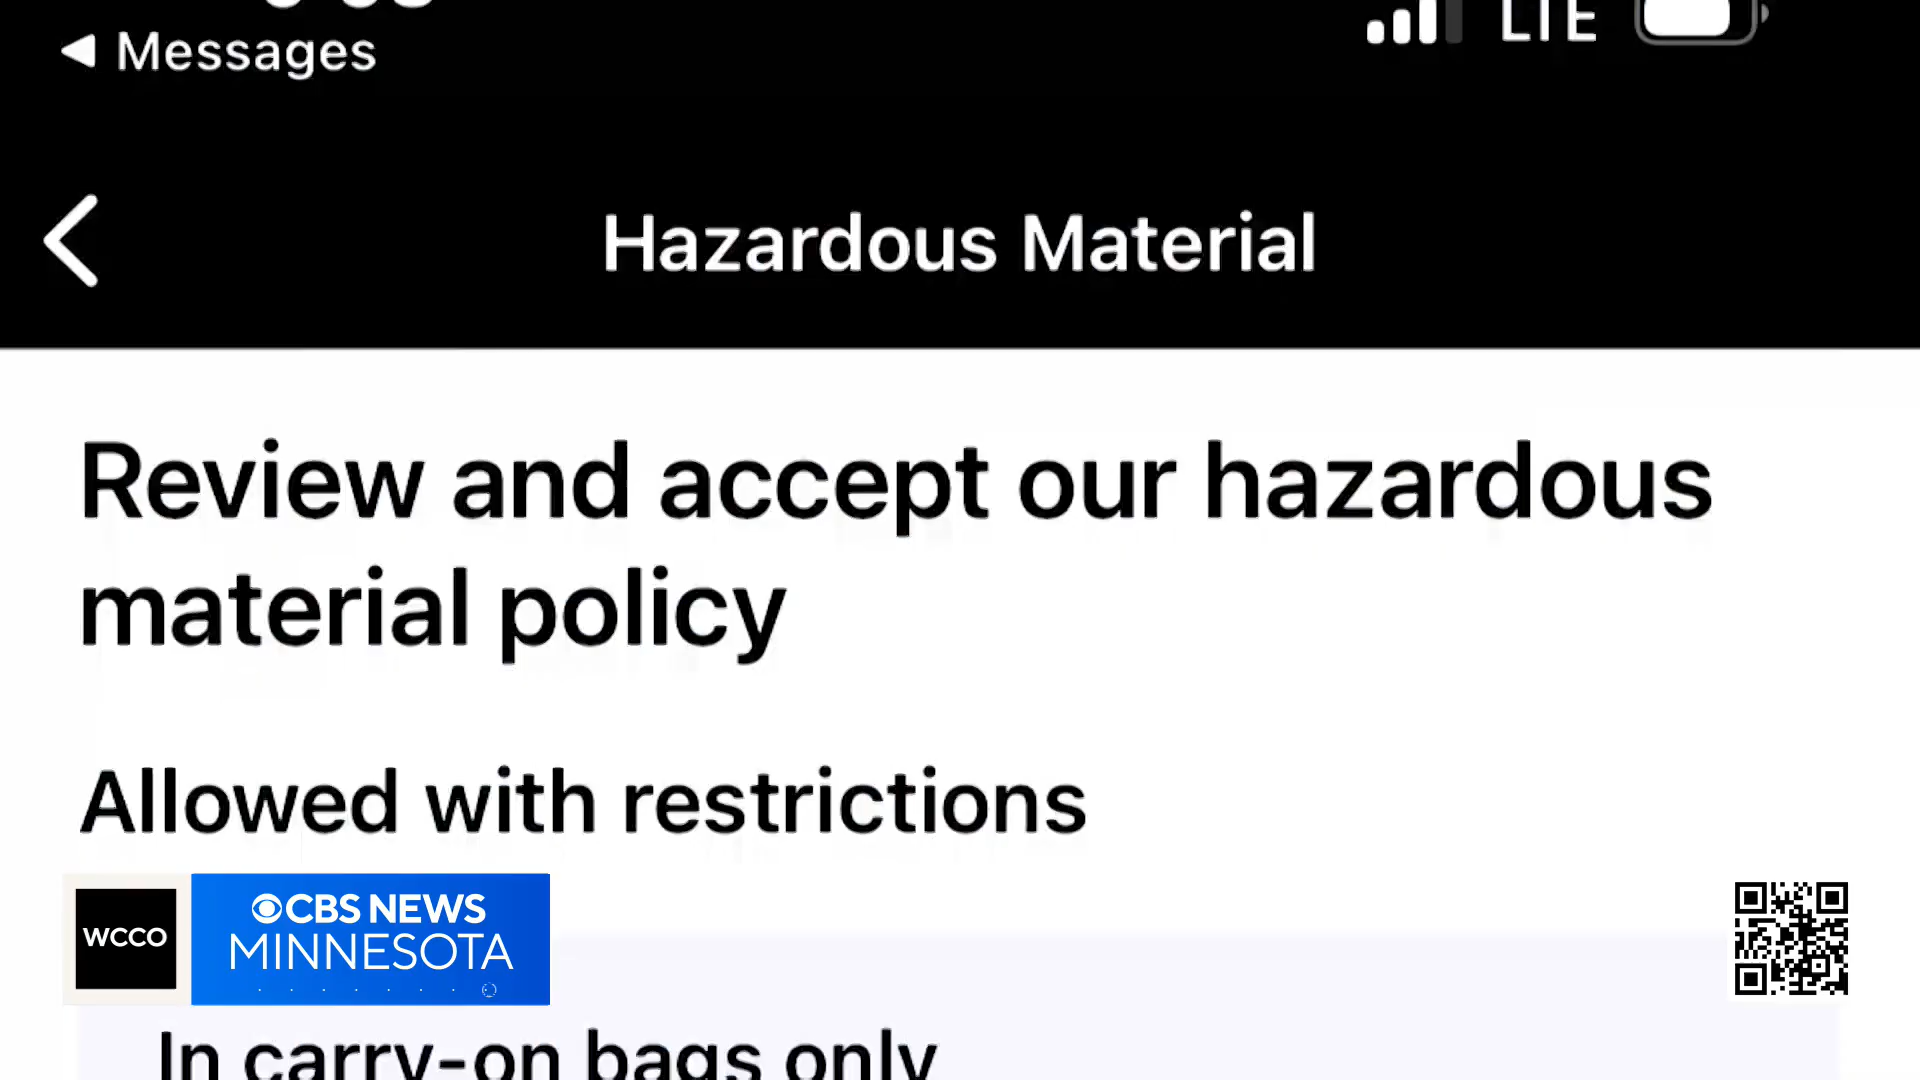 Messages
LTE
Hazardous Material
Review and accept our hazardous
material policy
Allowed with restrictions
WCCO
CBS NEWS
MINNESOTA
In carry-on bags only